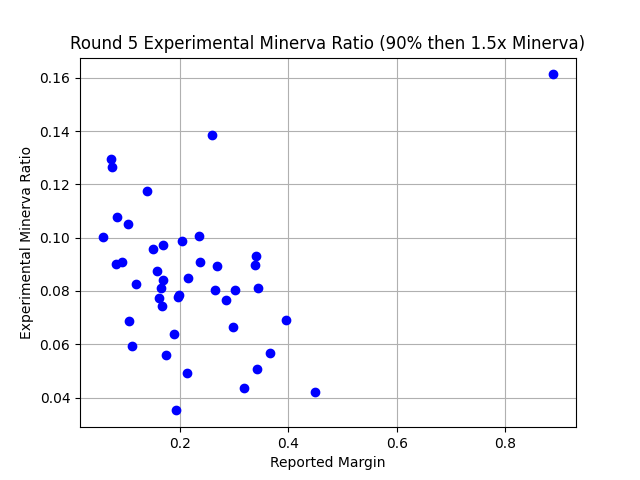 Round 5 Experimental Minerva Ratio (90% then 1.5x Minerva)
Experimental Minerva Ratio
0.16
0.14
0.12
0.10
0.08
0.06
0.04
0.2 0.4 0.6 0.8
Reported Margin